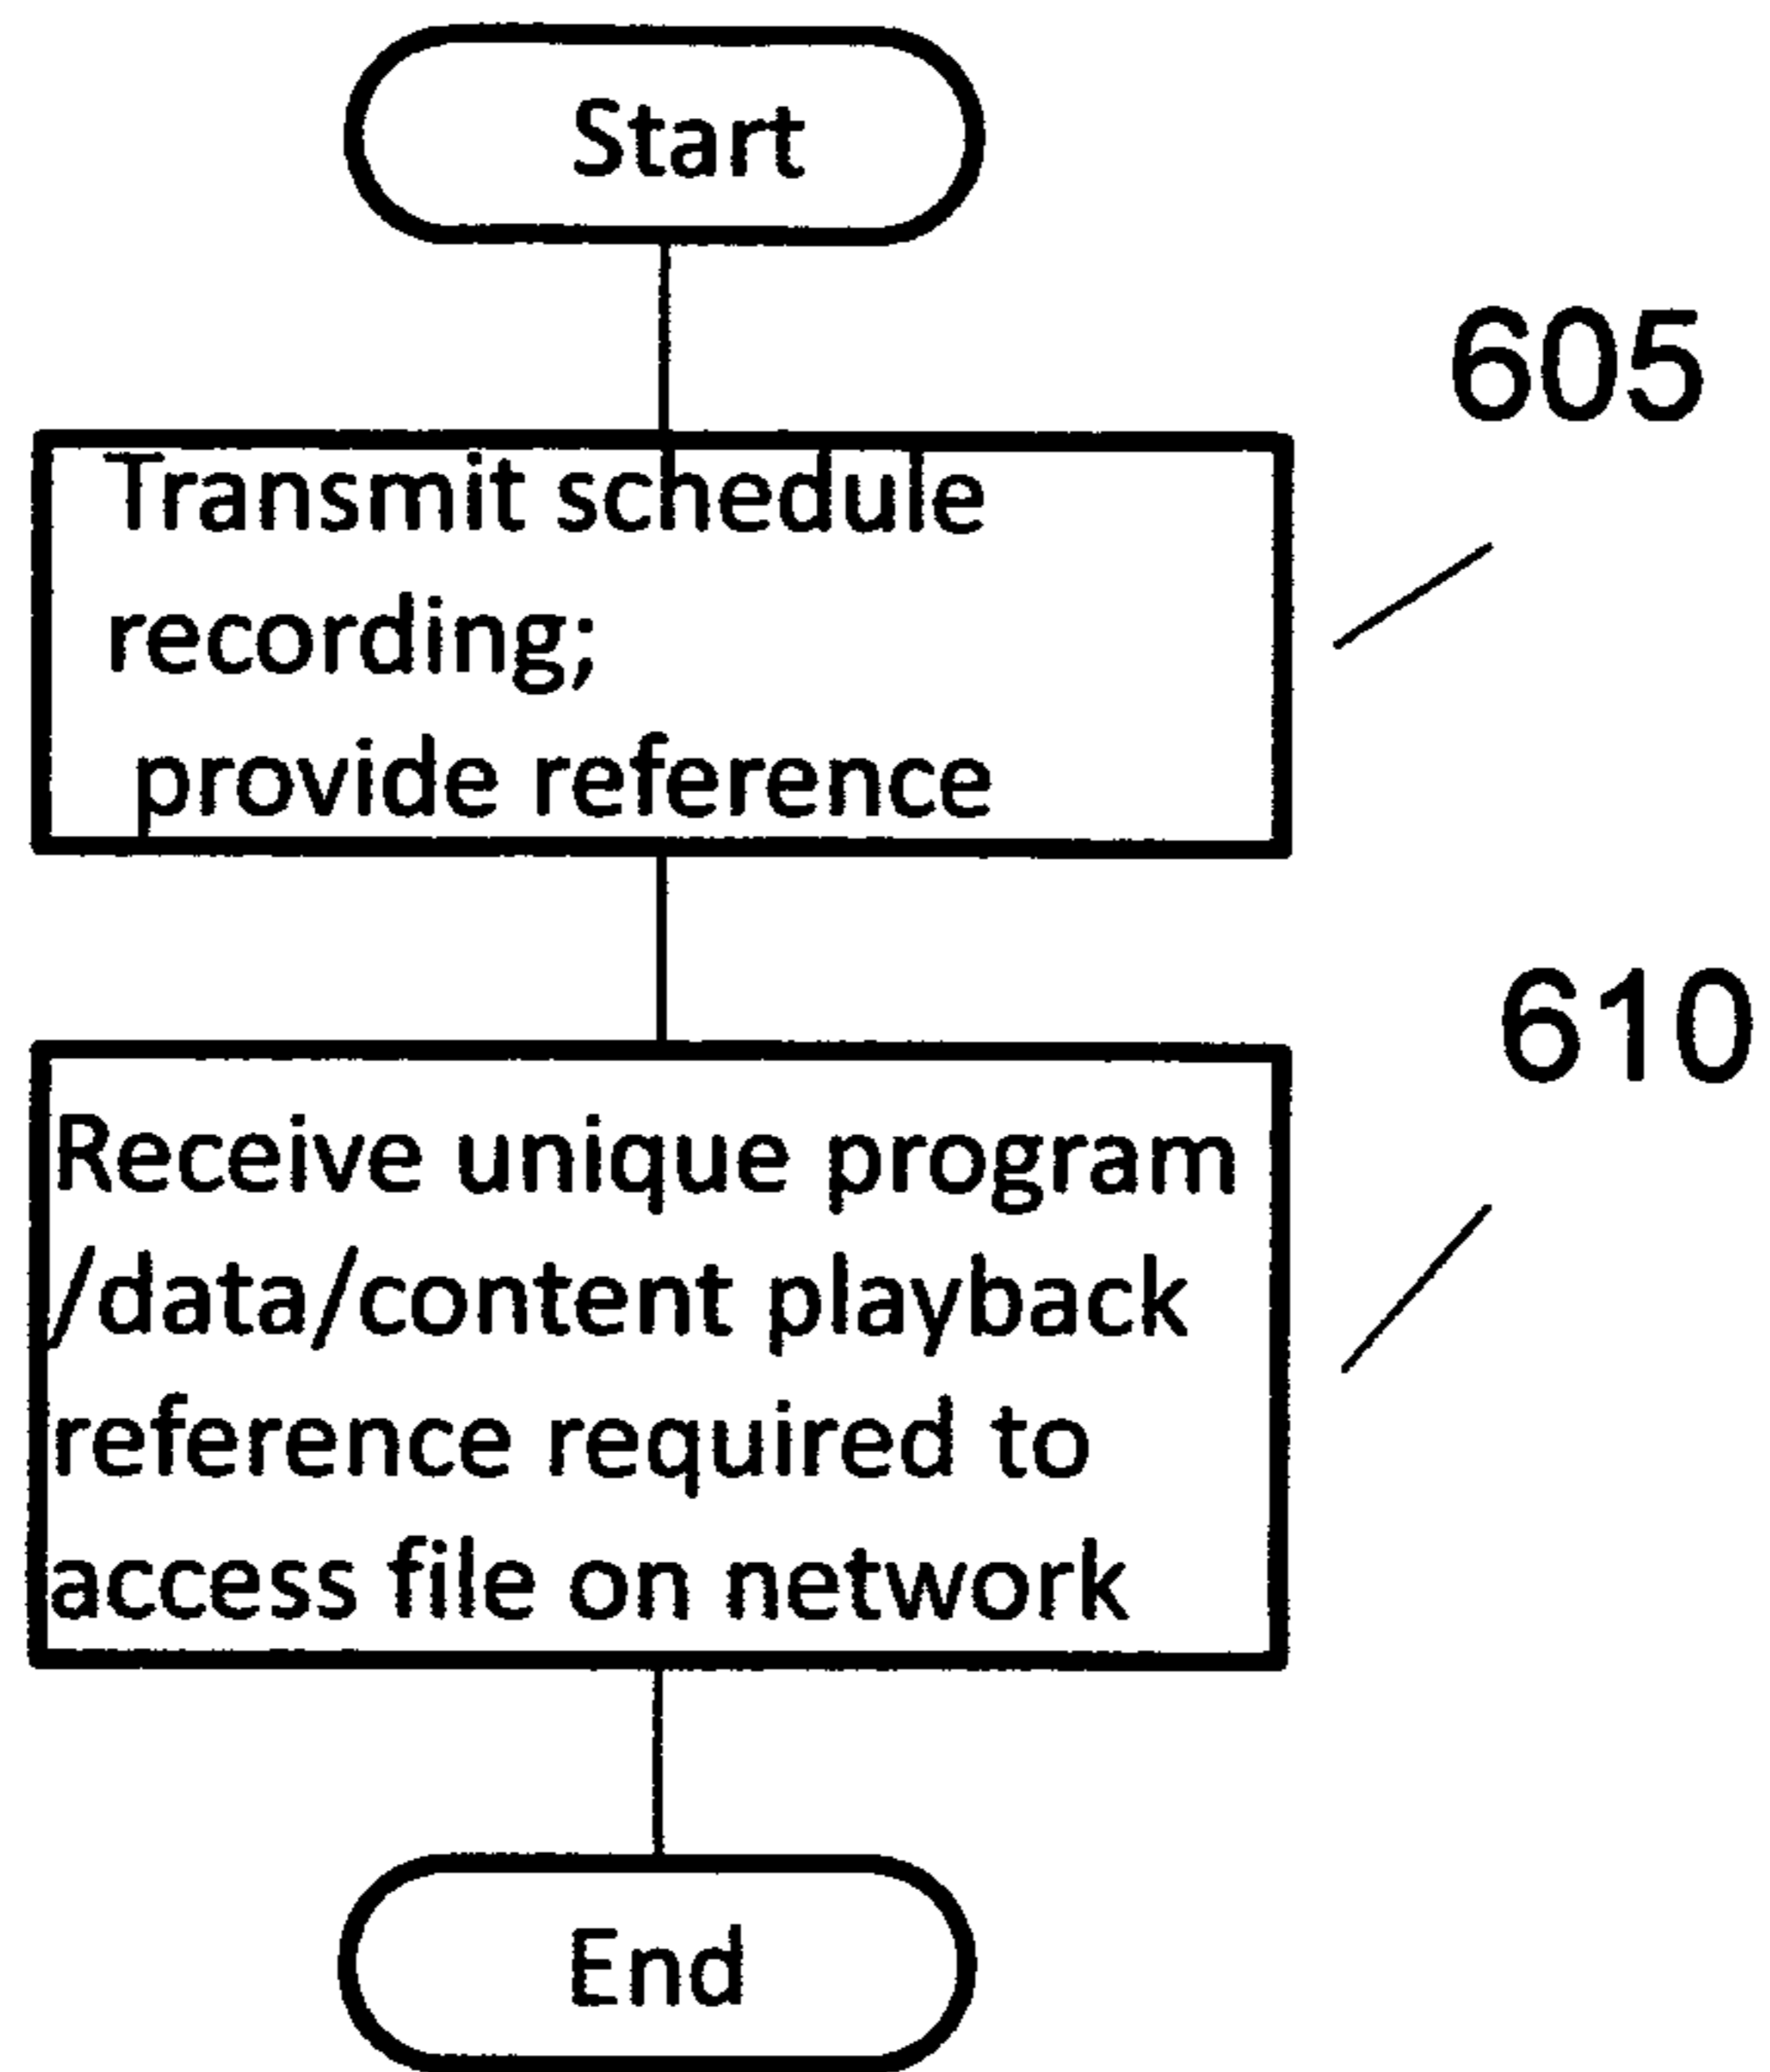 Start
605
Transmit schedule
recording;
provide reference
610
Receive unique program
/data/content playback
reference required to
access file on network
End